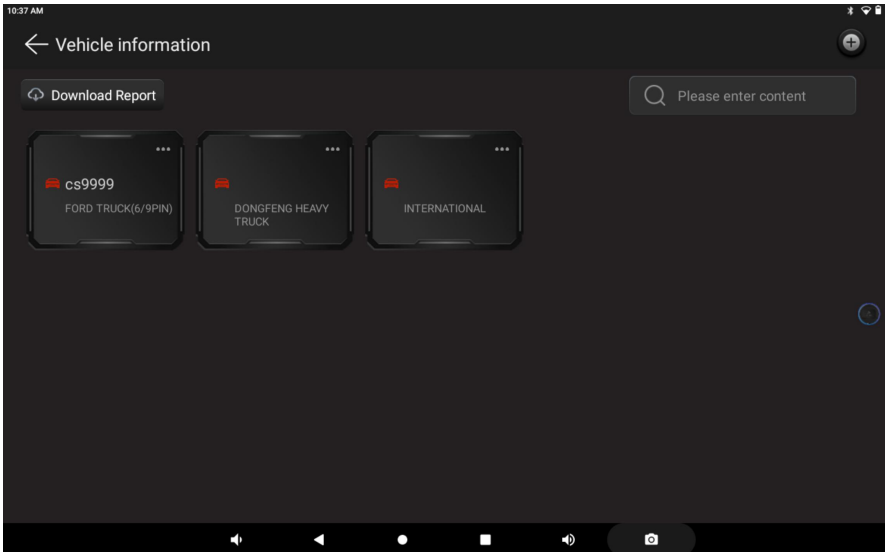 10:37 AM
Vehicle information
Download Report
Please enter content
cs9999
FORD TRUCK(6/9PIN)
DONGFENG HEAVY
TRUCK
INTERNATIONAL